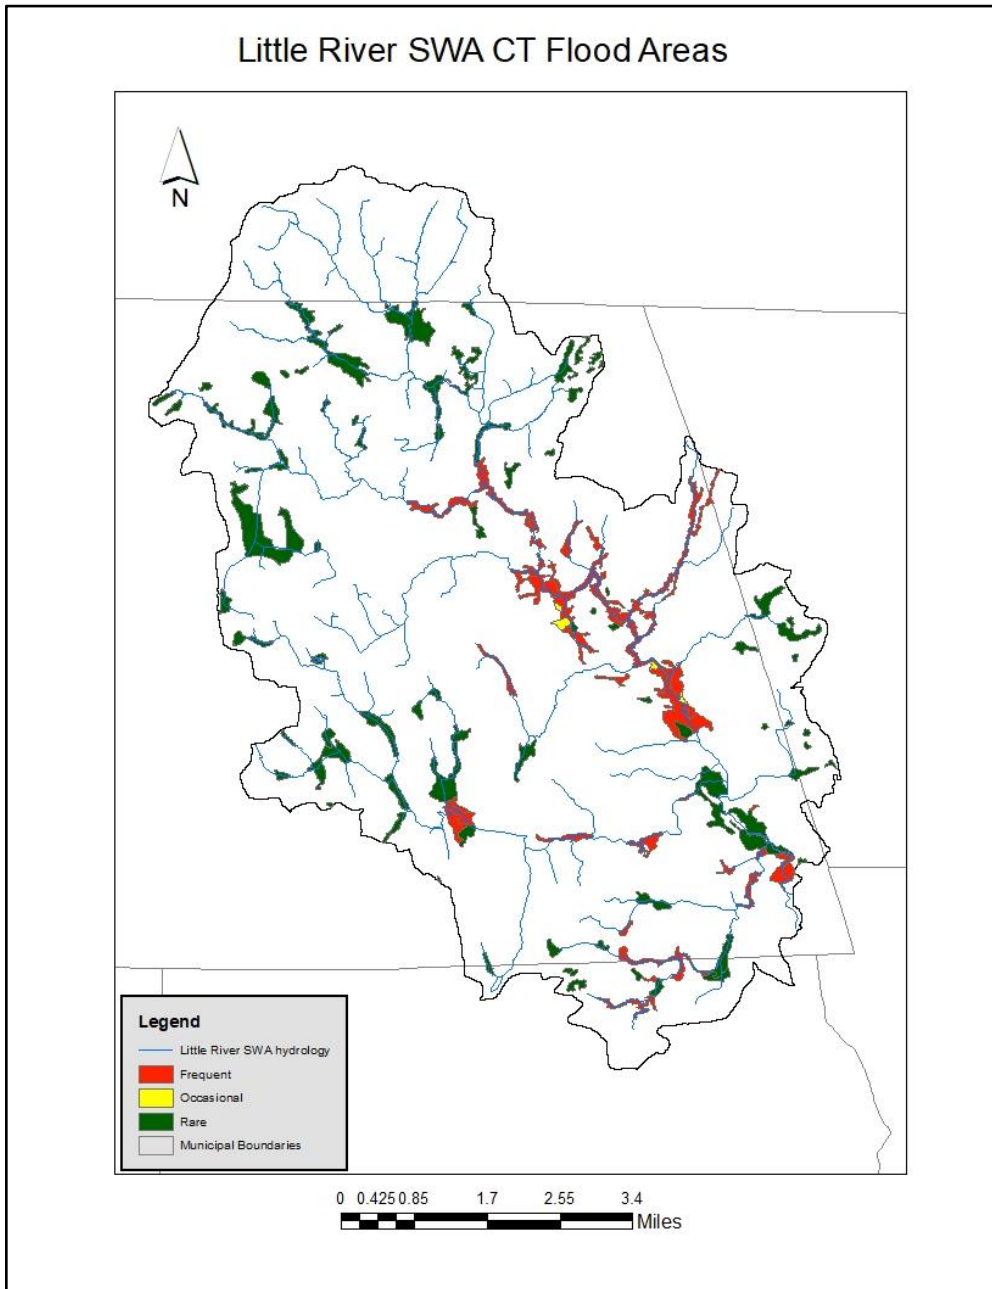 Little River SWA CT Flood Areas
N
Legend
Little River SWA hydrology
Frequent
Occasional
Rare
Municipal Boundaries
0 0.425 0.85 1.7 2.55 3.4
Miles